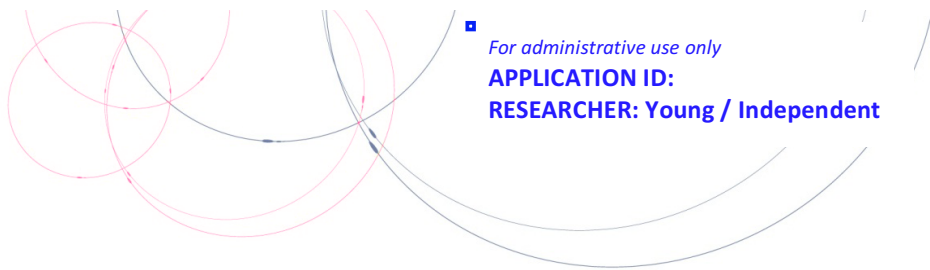 For administrative use only
APPLICATION ID:
RESEARCHER: Young / Independent